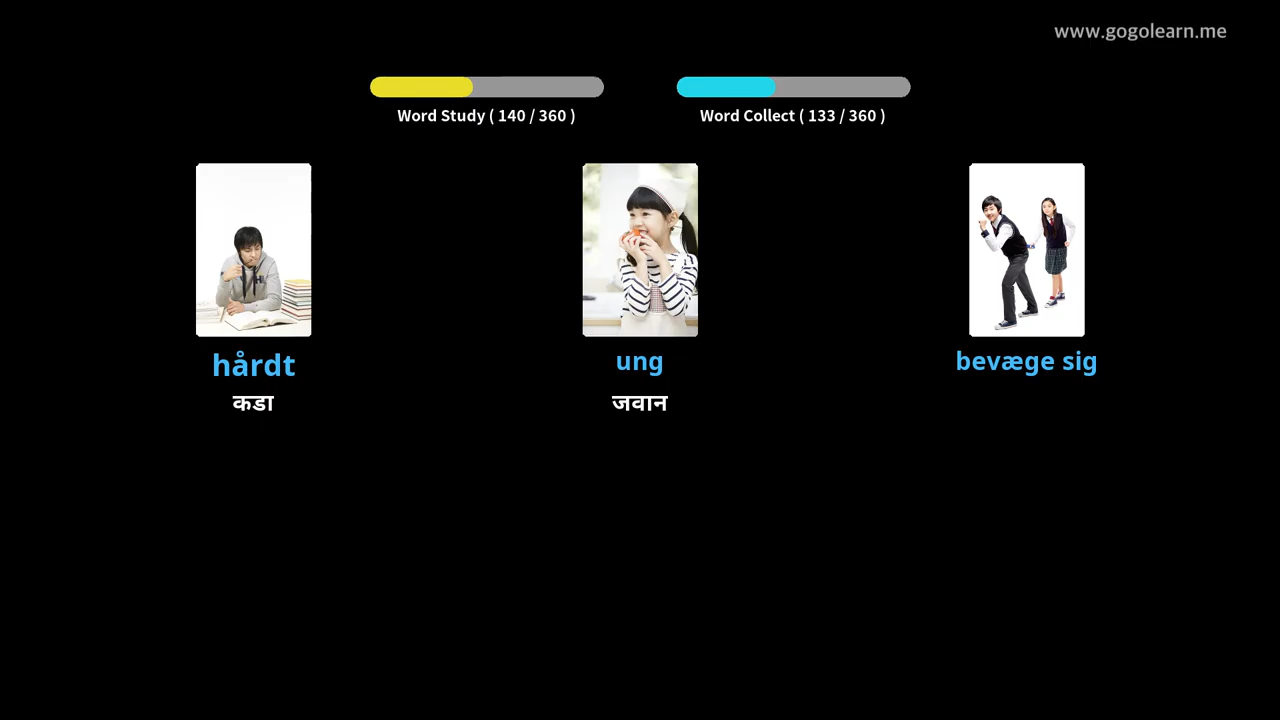 www.gogolearn.me
Word Study ( 140 / 360 )
Word Collect ( 133 / 360 )
hårdt
ung
bevæge sig
कडा
जवान